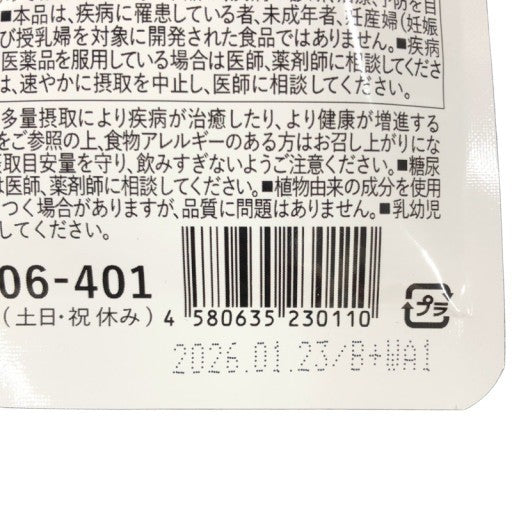 ■本品は、疾病に罹患している者、未成年者、妊産婦(妊娠
び授乳婦を対象に開発された食品ではありません。■疾病
医薬品を服用している場合は医師、薬剤師に相談してくださ
は、速やかに摂取を中止し、医師に相談してください。
多量摂取により疾病が治癒したり、より健康が増進する
をご参照の上、食物アレルギーのある方はお召し上がりにな
摂取目安量を守り、飲みすぎないようご注意ください。■糖尿
は医師、薬剤師に相談してください。■植物由来の成分を使用
つく場合がありますが、品質に問題はありません。■乳幼児
してください。
06-401
(土日・祝休み)
4 580635 230110
プラ
2026.01.23/B+WA1